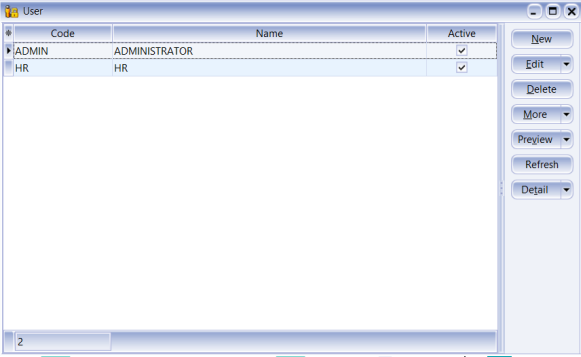 User
Code Name Active
ADMIN ADMINISTRATOR
HR HR
2
New
Edit
Delete
More
Preview
Refresh
Detail